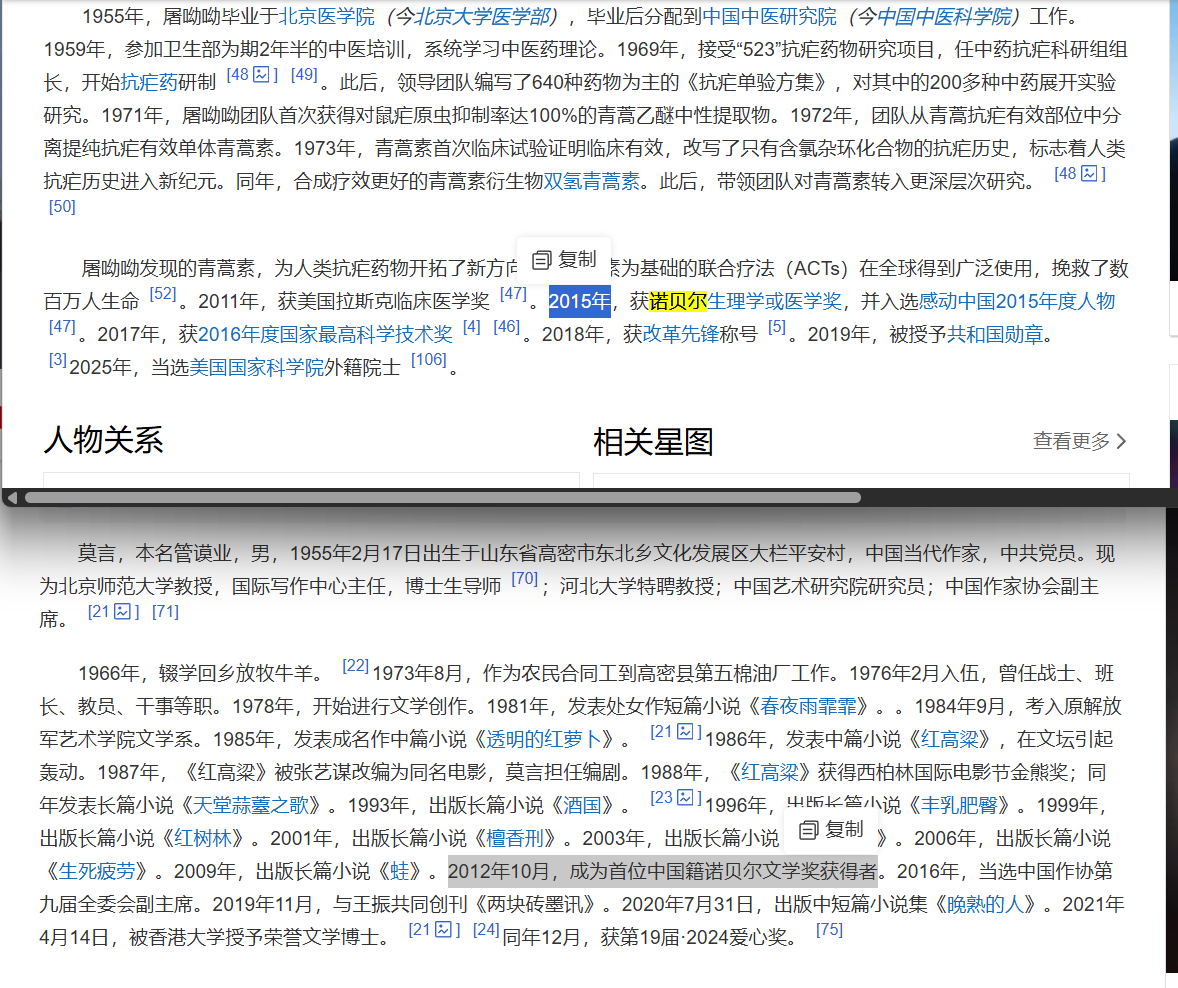 1955年，屠呦呦毕业于北京医学院（今北京大学医学部），毕业后分配到中国中医研究院（今中国中医科学院）工作。
1959年，参加卫生部为期2年半的中医培训，系统学习中医药理论。1969年，接受“523”抗疟药物研究项目，任中药抗疟科研组组
长，开始抗疟药研制 [48] [49] 。此后，领导团队编写了640种药物为主的《抗疟单验方集》，对其中的200多种中药展开实验
研究。1971年，屠呦呦团队首次获得对鼠疟原虫抑制率达100%的青蒿乙醚中性提取物。1972年，团队从青蒿抗疟有效部位中分
离提纯抗疟有效单体青蒿素。1973年，青蒿素首次临床试验证明临床有效，改写了只有含氯杂环化合物的抗疟历史，标志着人类
抗疟历史进入新纪元。同年，合成疗效更好的青蒿素衍生物双氢青蒿素。此后，带领团队对青蒿素转入更深层次研究。 [48]
[50]
复制
屠呦呦发现的青蒿素，为人类抗疟药物开拓了新方向 素为基础的联合疗法（ACTs）在全球得到广泛使用，挽救了数
百万人生命 [52] 。2011年，获美国拉斯克临床医学奖 [47] 。2015年，获诺贝尔生理学或医学奖，并入选感动中国2015年度人物
[47] 。2017年，获2016年度国家最高科学技术奖 [4] [46] 。2018年，获改革先锋称号 [5] 。2019年，被授予共和国勋章。
[3] 2025年，当选美国国家科学院外籍院士 [106] 。
人物关系
相关星图
查看更多
莫言，本名管谟业，男，1955年2月17日出生于山东省高密市东北乡文化发展区大栏平安村，中国当代作家，中共党员。现
为北京师范大学教授，国际写作中心主任，博士生导师 [70] ；河北大学特聘教授；中国艺术研究院研究员；中国作家协会副主
席。 [21] [71]
1966年，辍学回乡放牧牛羊。 [22] 1973年8月，作为农民合同工到高密县第五棉油厂工作。1976年2月入伍，曾任战士、班
长、教员、干事等职。1978年，开始进行文学创作。1981年，发表处女作短篇小说《春夜雨霏霏》。。1984年9月，考入原解放
军艺术学院文学系。1985年，发表成名作中篇小说《透明的红萝卜》。 [21] 1986年，发表中篇小说《红高粱》，在文坛引起
轰动。1987年，《红高粱》被张艺谋改编为同名电影，莫言担任编剧。1988年，《红高粱》获得西柏林国际电影节金熊奖；同
年发表长篇小说《天堂蒜薹之歌》。1993年，出版长篇小说《酒国》。 [23] 1996年，出版长篇小说《丰乳肥臀》。1999年，
出版长篇小说《红树林》。2001年，出版长篇小说《檀香刑》。2003年，出版长篇小说 复制 》。2006年，出版长篇小说
《生死疲劳》。2009年，出版长篇小说《蛙》。2012年10月，成为首位中国籍诺贝尔文学奖获得者。2016年，当选中国作协第
九届全委会副主席。2019年11月，与王振共同创刊《两块砖墨讯》。2020年7月31日，出版中短篇小说集《晚熟的人》。2021年
4月14日，被香港大学授予荣誉文学博士。 [21] [24] 同年12月，获第19届·2024爱心奖。 [75]